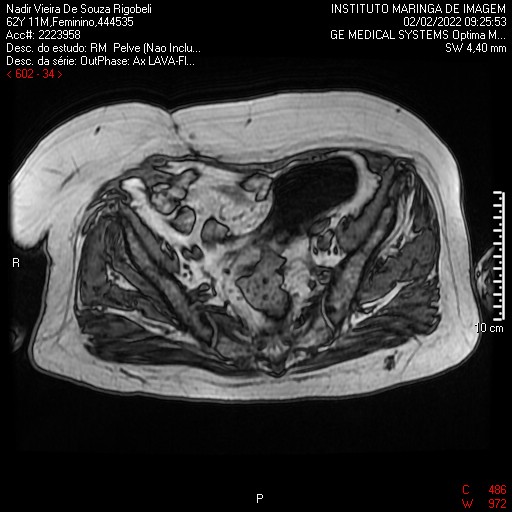 Nadir Vieira De Souza Rigobeli
62Y 11M,Feminino,444535
Acc#: 2223958
Desc. do estudo: RM Pelve (Nao Inclu...
Desc. da série: OutPhase: Ax LAVA-Fl...
< 602 - 34 >
INSTITUTO MARINGA DE IMAGEM
02/02/2022 09:25:53
GE MEDICAL SYSTEMS Optima M...
SW 4,40 mm
R
10 cm
P
C 486
W 972